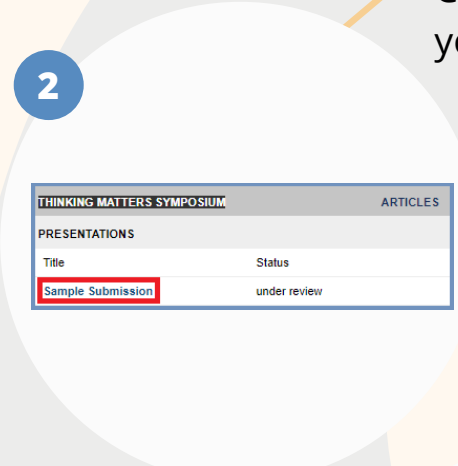 2
THINKING MATTERS SYMPOSIUM ARTICLES
PRESENTATIONS
Title Status
Sample Submission under review